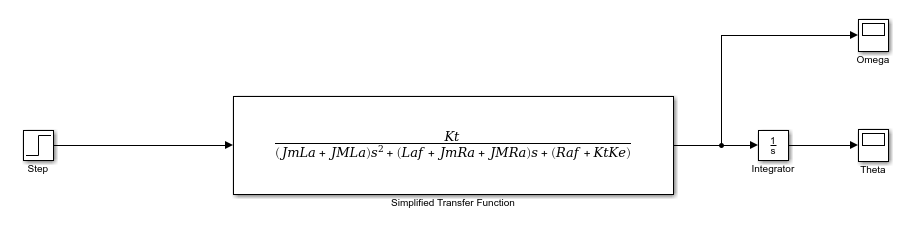 Omega
Kt
(JmLa + JMLa)s² + (Laf + JmRa + JMRa)s + (Raf + KtKe)
1
s
Step
Integrator
Theta
Simplified Transfer Function